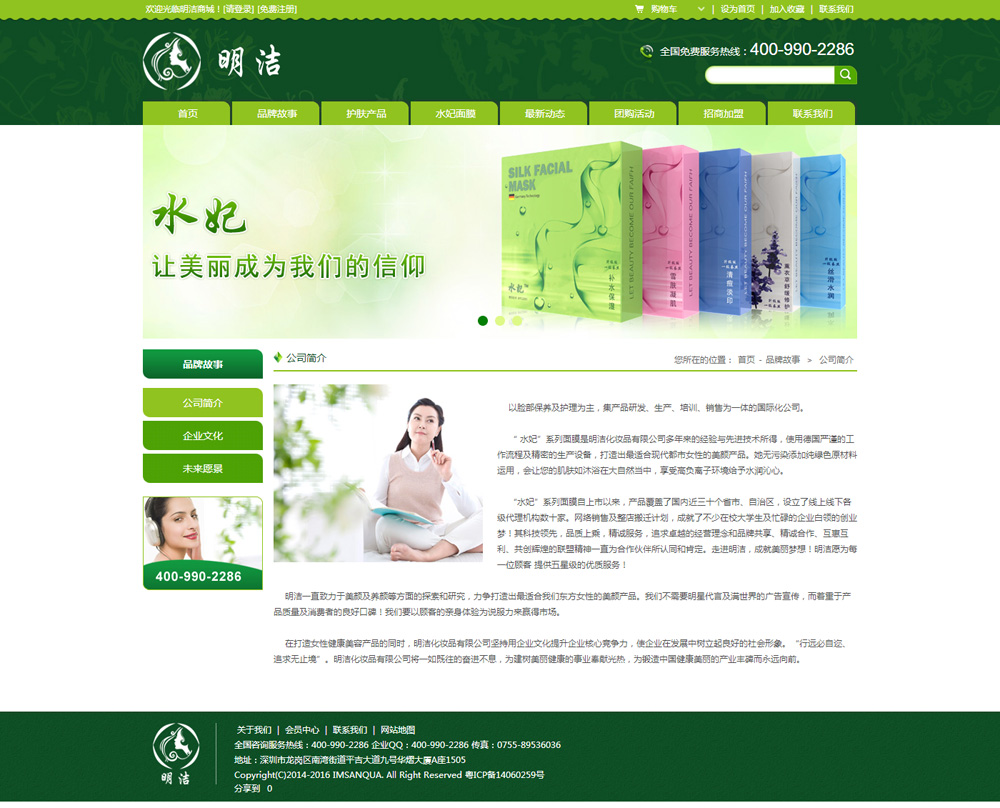 欢迎光临明洁商城！[请登录] [免费注册]
购物车 | 设为首页 | 加入收藏 | 联系我们
明洁
全国免费服务热线：400-990-2286
首页 品牌故事 护肤产品 水妃面膜 最新动态 团购活动 招商加盟 联系我们
水妃
让美丽成为我们的信仰
SILK FACIAL
MASK
水妃
补水保湿
LET BEAUTY BECOME OUR FAITH
雪肤凝肌
LET BEAUTY BECOME OUR FAITH
清痘淡印
LET BEAUTY BECOME OUR FAITH
薰衣草舒缓修护
丝滑水润
品牌故事
公司简介
企业文化
未来愿景
400-990-2286
公司简介
您所在的位置： 首页 - 品牌故事 > 公司简介
以脸部保养及护理为主，集产品研发、生产、培训、销售为一体的国际化公司。
“ 水妃”系列面膜是明洁化妆品有限公司多年来的经验与先进技术所得，使用德国严谨的工
作流程及精密的生产设备，打造出最适合现代都市女性的美颜产品。她无污染添加纯绿色原材料
运用，会让您的肌肤如沐浴在大自然当中，享受高负离子环境给予水润沁心。
“水妃”系列面膜自上市以来，产品覆盖了国内近三十个省市、自治区，设立了线上线下各
级代理机构数十家。网络销售及整店搬迁计划，成就了不少在校大学生及忙碌的企业白领的创业
梦！其科技领先，品质上乘，精诚服务，追求卓越的经营理念和品牌共享、精诚合作、互惠互
利、共创辉煌的联盟精神一直为合作伙伴所认同和肯定。走进明洁，成就美丽梦想！明洁愿为每
一位顾客 提供五星级的优质服务！
明洁一直致力于美颜及养颜等方面的探索和研究，力争打造出最适合我们东方女性的美颜产品。我们不需要明星代言及满世界的广告宣传，而着重于产
品质量及消费者的良好口碑！我们要以顾客的亲身体验为说服力来赢得市场。
在打造女性健康美容产品的同时，明洁化妆品有限公司坚持用企业文化提升企业核心竞争力，使企业在发展中树立起良好的社会形象。“行远必自迩、
追求无止境”。明洁化妆品有限公司将一如既往的奋进不息，为建树美丽健康的事业奉献光热，为锻造中国健康美丽的产业丰碑而永远向前。
明洁
关于我们 | 会员中心 | 联系我们 | 网站地图
全国咨询服务热线：400-990-2286 企业QQ：400-990-2286 传真：0755-89536036
地址：深圳市龙岗区南湾街道平吉大道九号华熠大厦A座1505
Copyright(C)2014-2016 IMSANQUA. All Right Reserved 粤ICP备14060259号
分享到 0